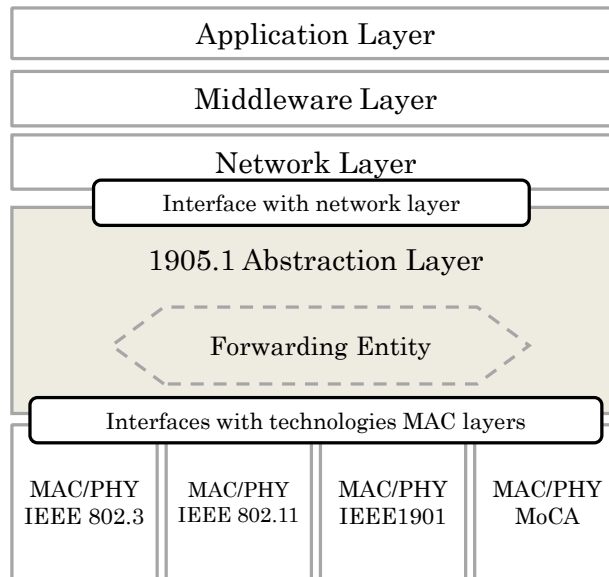 Application Layer
Middleware Layer
Network Layer
Interface with network layer
1905.1 Abstraction Layer
Forwarding Entity
Interfaces with technologies MAC layers
MAC/PHY
IEEE 802.3
MAC/PHY
IEEE 802.11
MAC/PHY
IEEE1901
MAC/PHY
MoCA